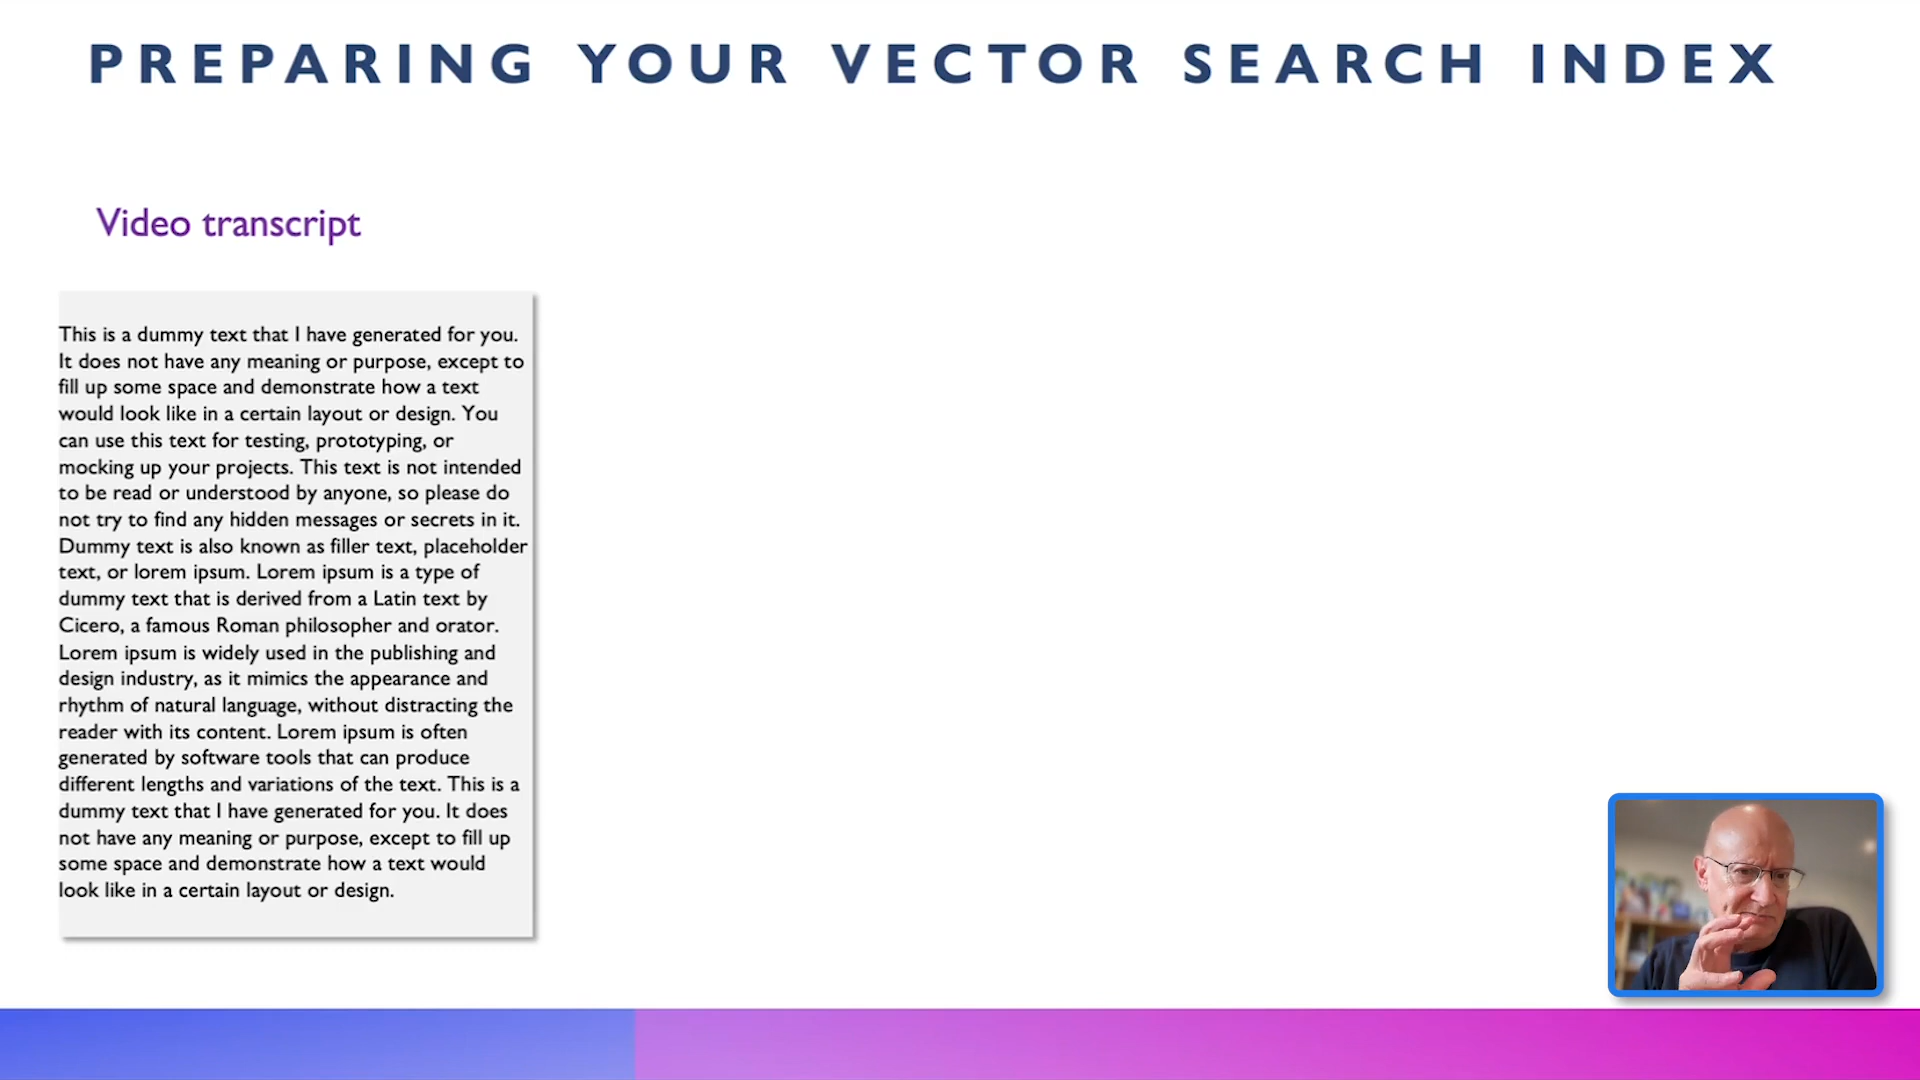 PREPARING YOUR VECTOR SEARCH INDEX
Video transcript
This is a dummy text that I have generated for you.
It does not have any meaning or purpose, except to
fill up some space and demonstrate how a text
would look like in a certain layout or design. You
can use this text for testing, prototyping, or
mocking up your projects. This text is not intended
to be read or understood by anyone, so please do
not try to find any hidden messages or secrets in it.
Dummy text is also known as filler text, placeholder
text, or lorem ipsum. Lorem ipsum is a type of
dummy text that is derived from a Latin text by
Cicero, a famous Roman philosopher and orator.
Lorem ipsum is widely used in the publishing and
design industry, as it mimics the appearance and
rhythm of natural language, without distracting the
reader with its content. Lorem ipsum is often
generated by software tools that can produce
different lengths and variations of the text. This is a
dummy text that I have generated for you. It does
not have any meaning or purpose, except to fill up
some space and demonstrate how a text would
look like in a certain layout or design.